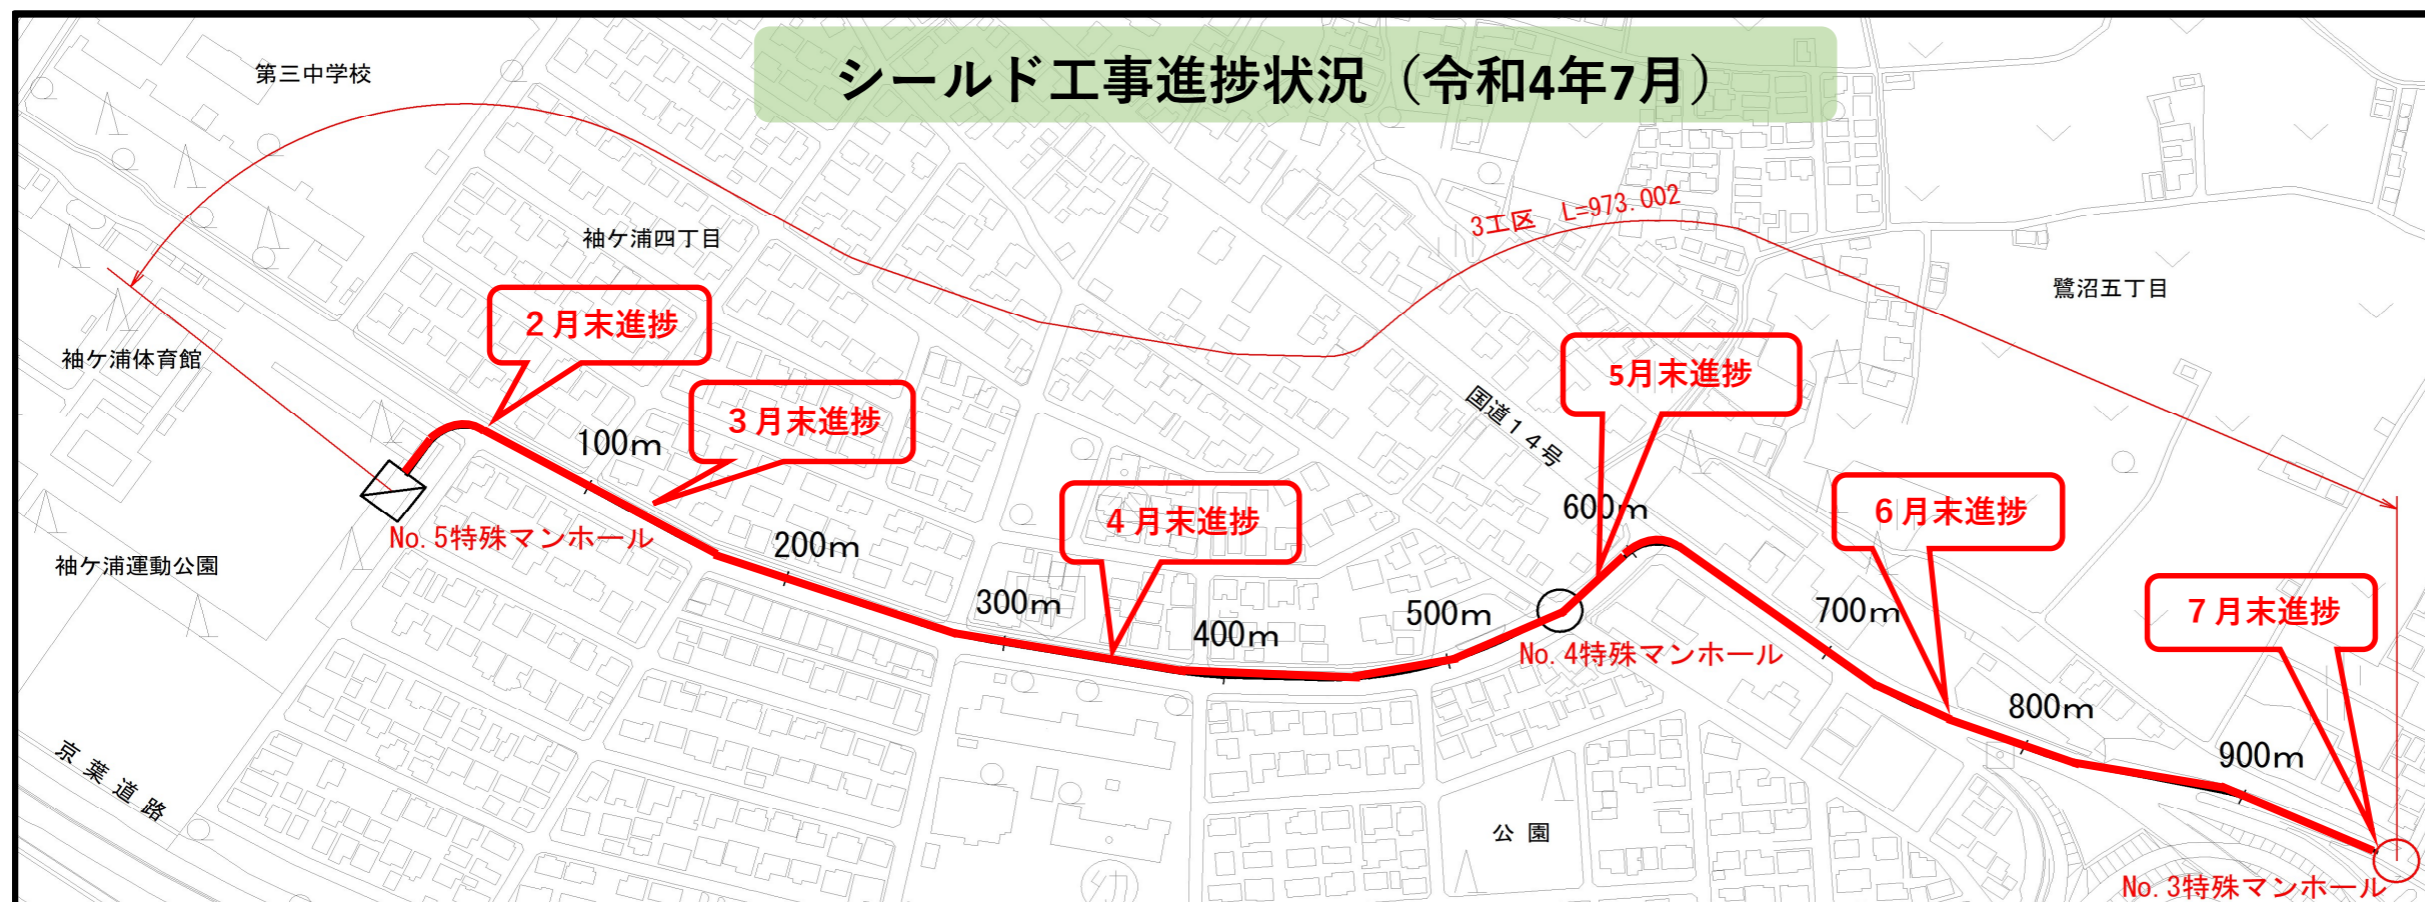 シールド工事進捗状況（令和4年7月）
第三中学校
袖ケ浦四丁目
3工区 L=973.002
鷺沼五丁目
袖ケ浦体育館
2月末進捗
3月末進捗
5月末進捗
国道14号
100m
4月末進捗
6月末進捗
600m
No.5特殊マンホール
200m
袖ケ浦運動公園
300m
400m
500m
700m
7月末進捗
No.4特殊マンホール
800m
900m
京葉道路
公園
幼
No.3特殊マンホール